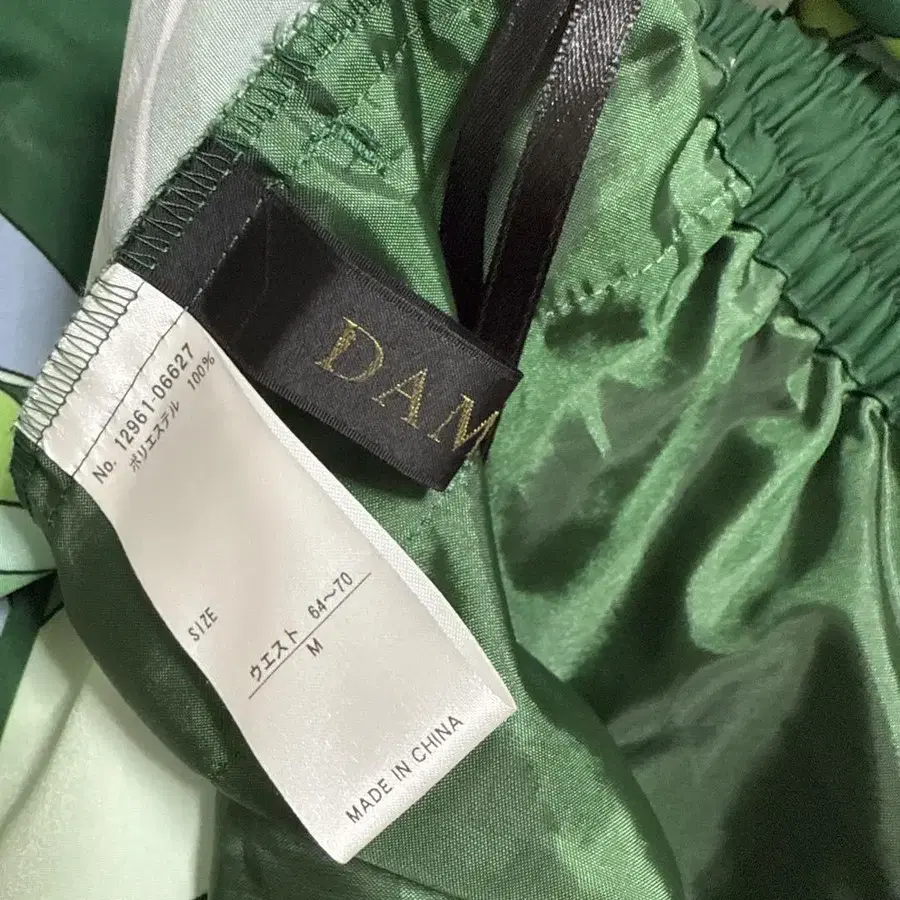 DAM
No. 12961-06627
ポリエステル 100%
SIZE
ウエスト 64〜70
M
MADE IN CHINA